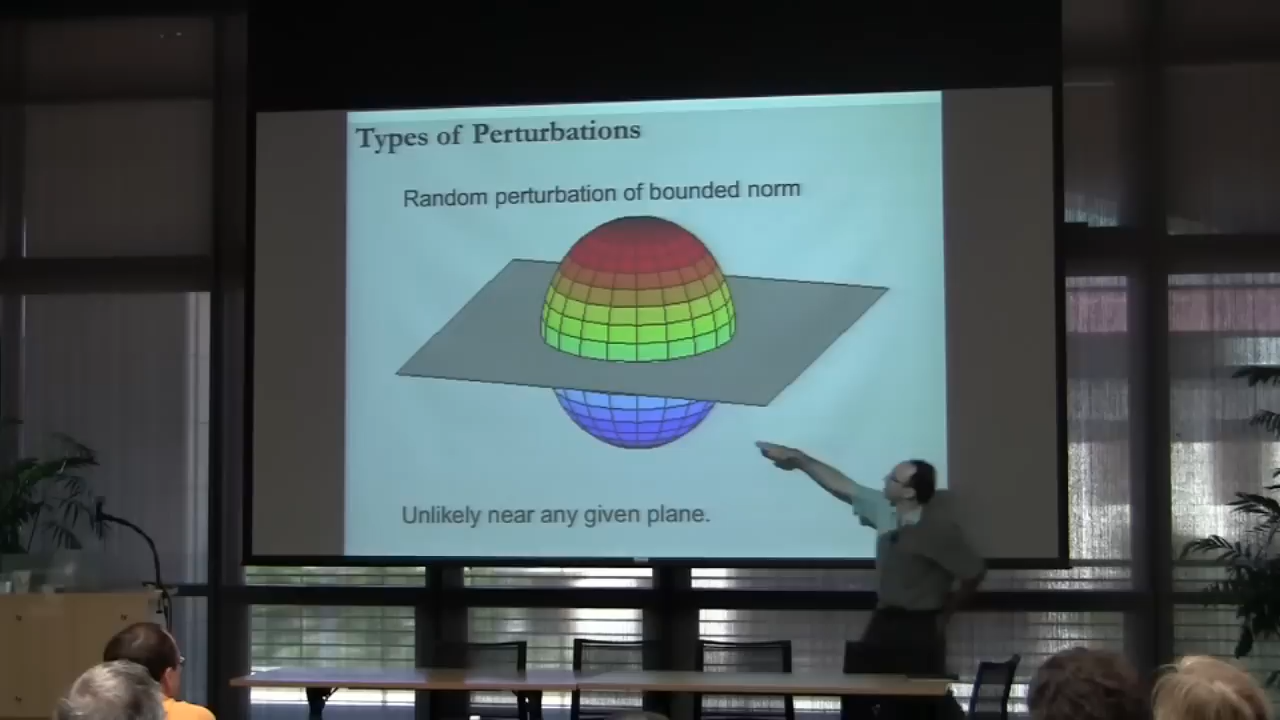 Types of Perturbations
Random perturbation of bounded norm
Unlikely near any given plane.